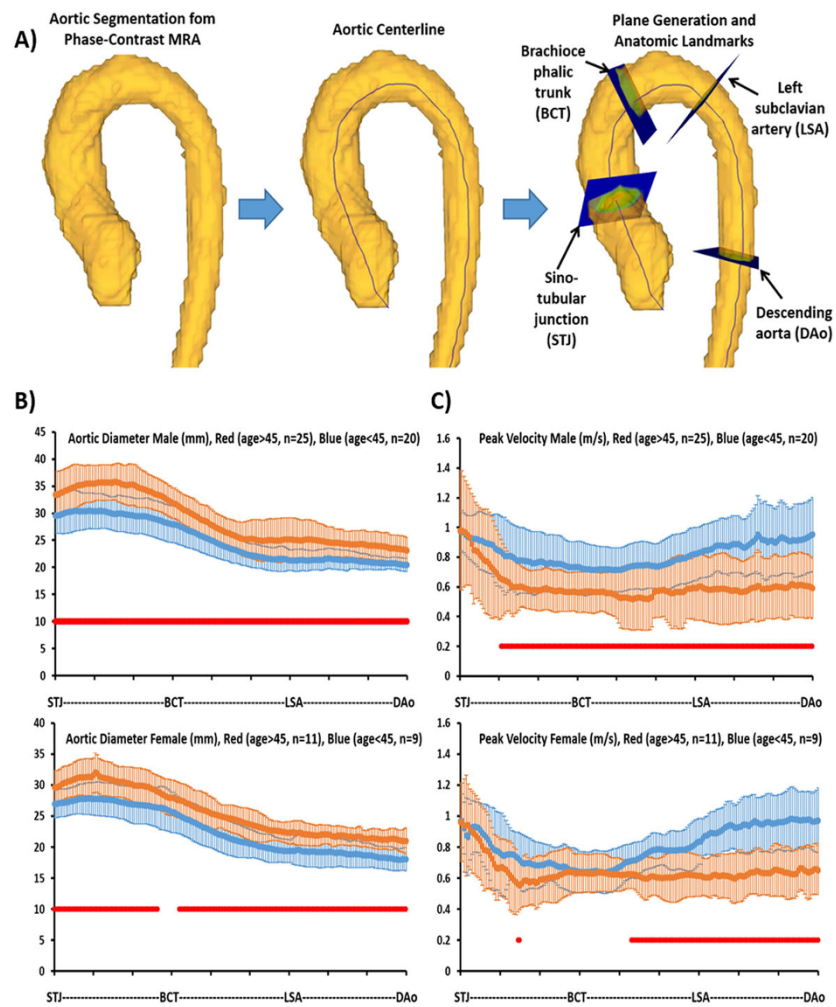 A)
Aortic Segmentation fom
Phase-Contrast MRA
Aortic Centerline
Plane Generation and
Anatomic Landmarks
Brachioce
phalic
trunk
(BCT)
Left
subclavian
artery (LSA)
Sino-
tubular
junction
(STJ)
Descending
aorta (DAo)
B)
Aortic Diameter Male (mm), Red (age>45, n=25), Blue (age<45, n=20)
45
40
35
30
25
20
15
10
5
0
STJ---------------------------BCT---------------------------LSA---------------------DAo
Aortic Diameter Female (mm), Red (age>45, n=11), Blue (age<45, n=9)
40
35
30
25
20
15
10
5
0
STJ---------------------------BCT---------------------------LSA---------------------DAo
C)
Peak Velocity Male (m/s), Red (age>45, n=25), Blue (age<45, n=20)
1.6
1.4
1.2
1
0.8
0.6
0.4
0.2
0
STJ---------------------------BCT---------------------------LSA---------------------DAo
Peak Velocity Female (m/s), Red (age>45, n=11), Blue (age<45, n=9)
1.6
1.4
1.2
1
0.8
0.6
0.4
0.2
0
STJ---------------------------BCT---------------------------LSA---------------------DAo